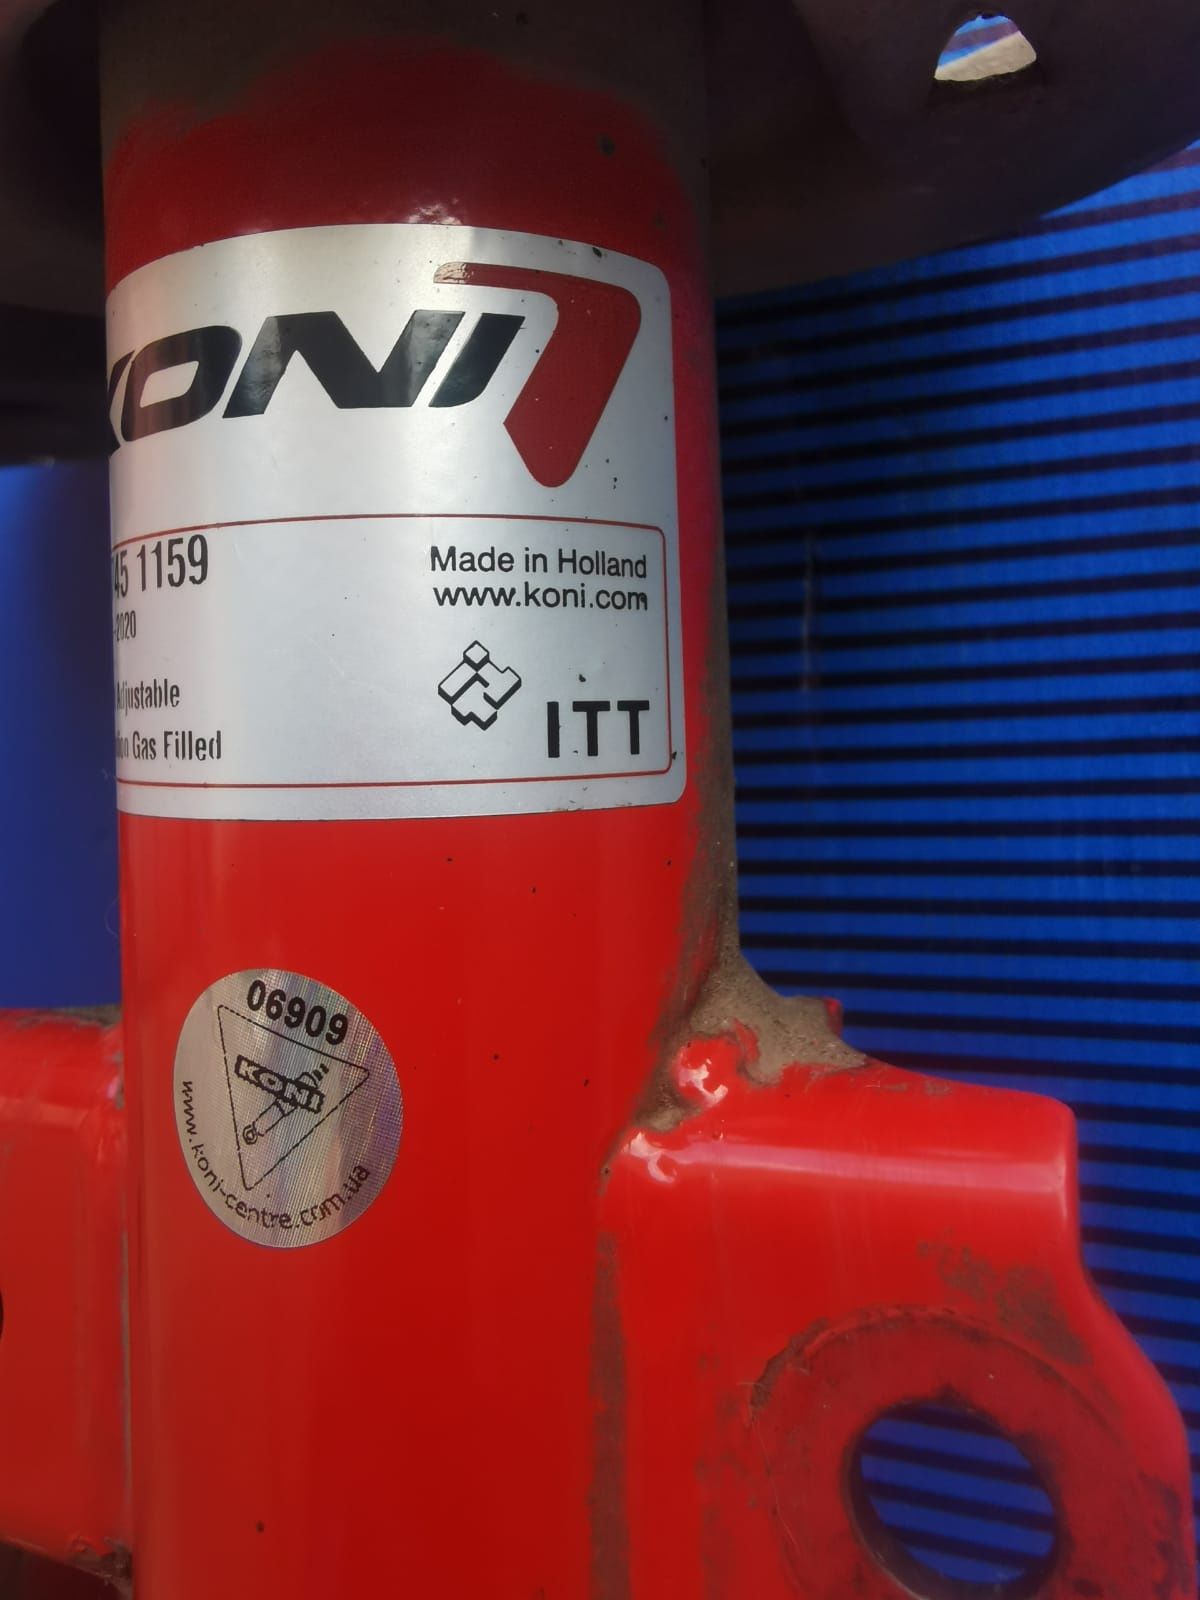 KONI
45 1159
-2020
Adjustable
Gas Filled
Made in Holland
www.koni.com
ITT
06909
KONI
www.koni-centre.com.ua